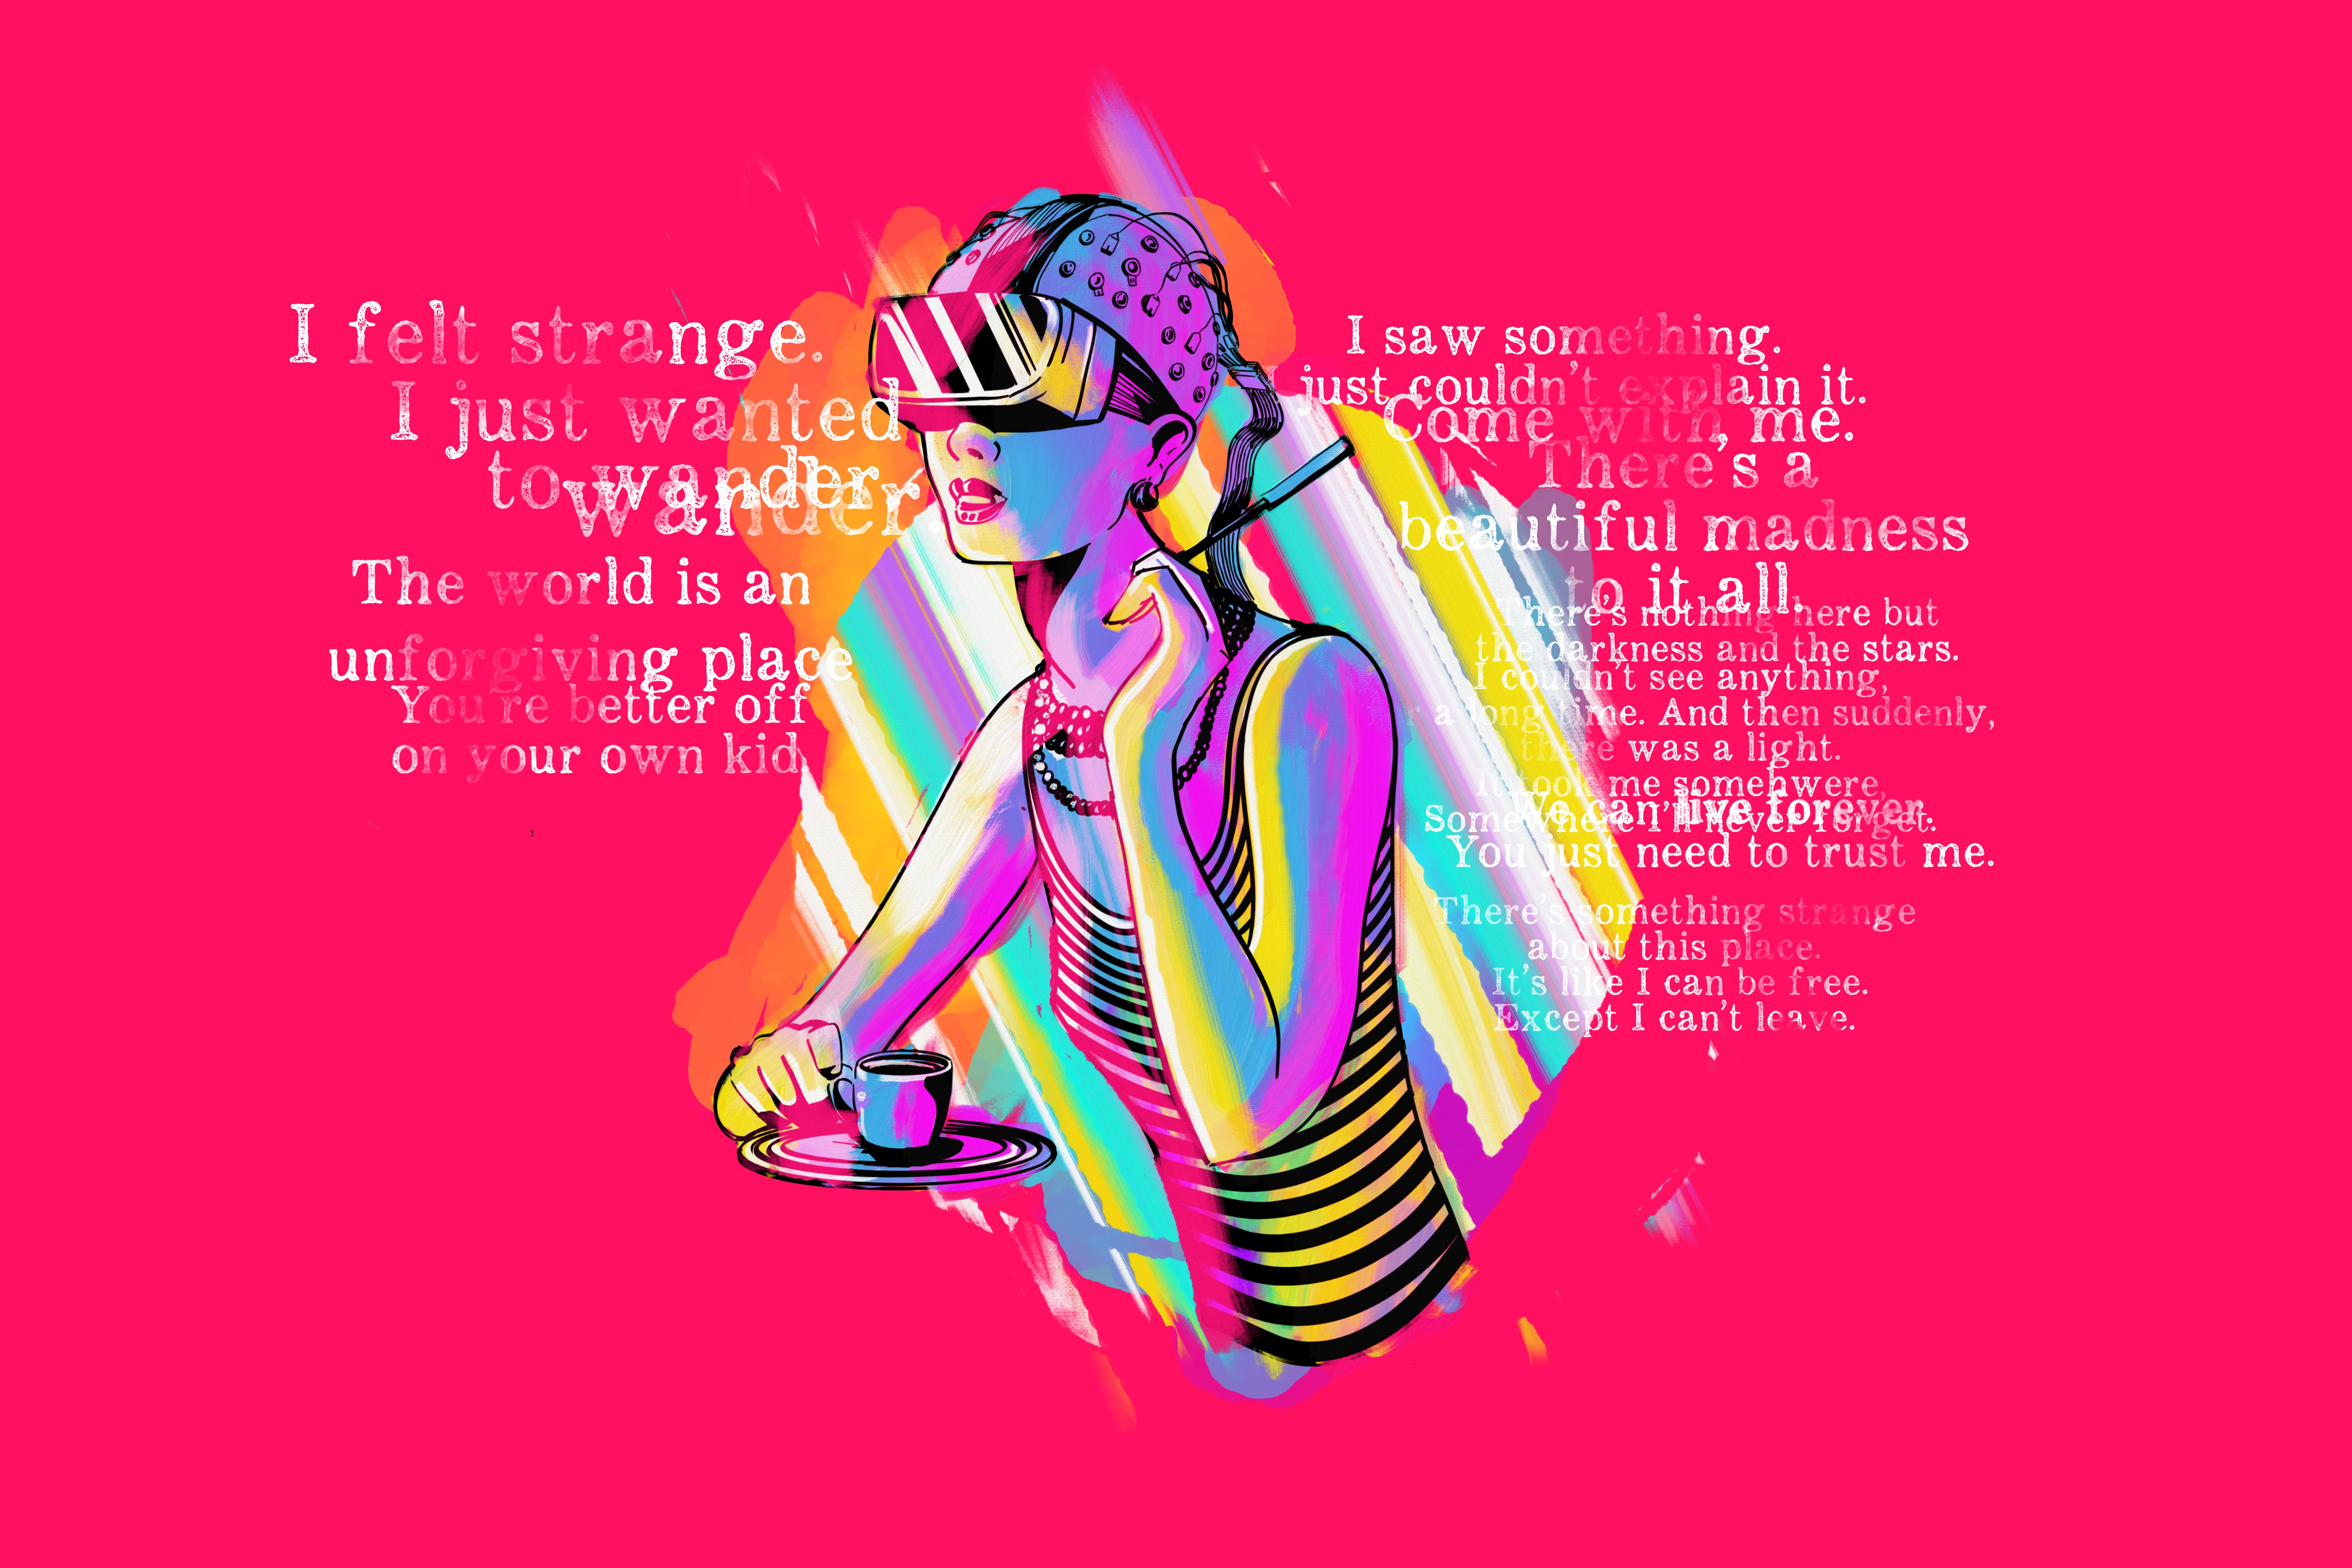 I felt strange.
I just wanted
to wander,
wander.
The world is an
unforgiving place
You're better off
on your own kid.
I saw something.
I just couldn't explain it.
Come with, me.
There's a
beautiful madness
to it all.
There's nothing here but
the darkness and the stars.
I couldn't see anything,
r a long time. And then suddenly,
there was a light.
It took me somehwere,
We can live forever.
Somewhere I'll never forget.
You just need to trust me.
There's something strange
about this place.
It's like I can be free.
Except I can't leave.